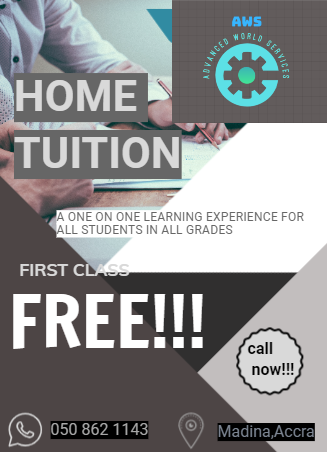 AWS
ADVANCED WORLD SERVICES
HOME
TUITION
A ONE ON ONE LEARNING EXPERIENCE FOR
ALL STUDENTS IN ALL GRADES
FIRST CLASS
FREE!!!
call
now!!!
050 862 1143
Madina,Accra